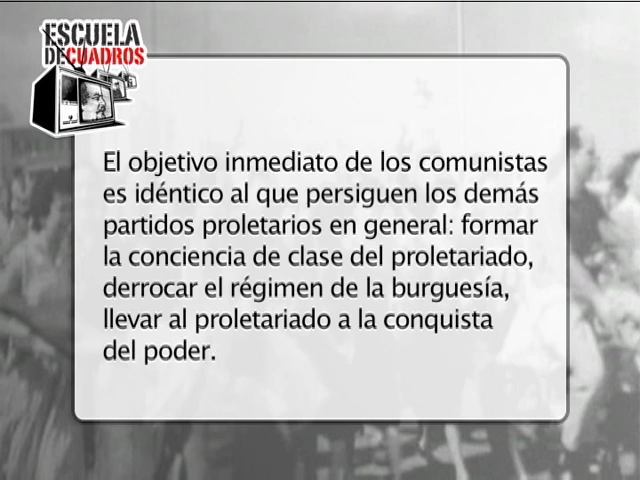 ESCUELA
DECUADROS
El objetivo inmediato de los comunistas
es idéntico al que persiguen los demás
partidos proletarios en general: formar
la conciencia de clase del proletariado,
derrocar el régimen de la burguesía,
llevar al proletariado a la conquista
del poder.